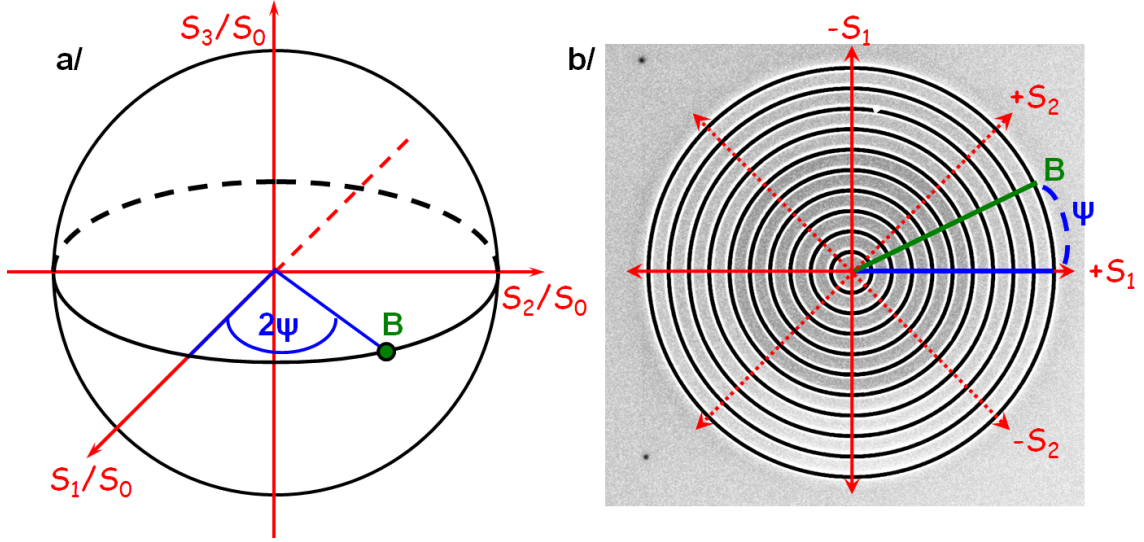 a/
S₃/S₀
S₂/S₀
S₁/S₀
2ψ
B
b/
-S₁
+S₂
B
ψ
+S₁
-S₂